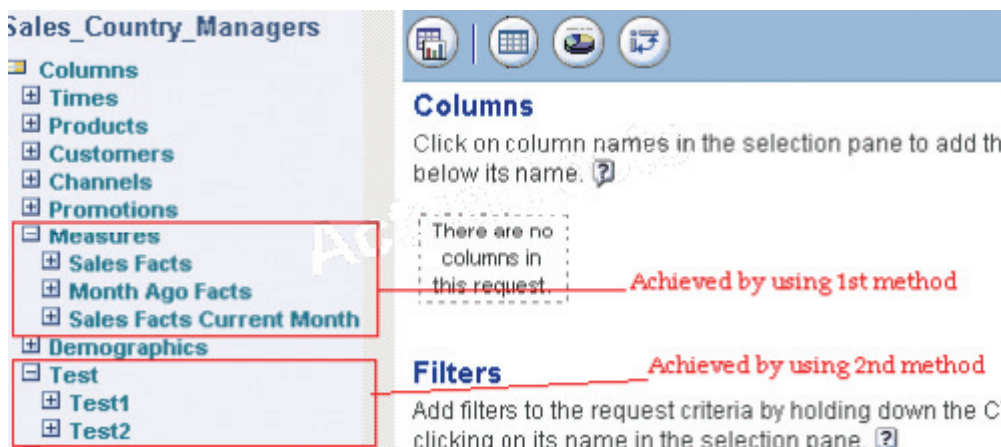 Sales_Country_Managers
Columns
Times
Products
Customers
Channels
Promotions
Measures
Sales Facts
Month Ago Facts
Sales Facts Current Month
Demographics
Test
Test1
Test2
Columns
Click on column names in the selection pane to add th
below its name.
There are no
columns in
this request.
Achieved by using 1st method
Achieved by using 2nd method
Filters
Add filters to the request criteria by holding down the C
clicking on its name in the selection pane.